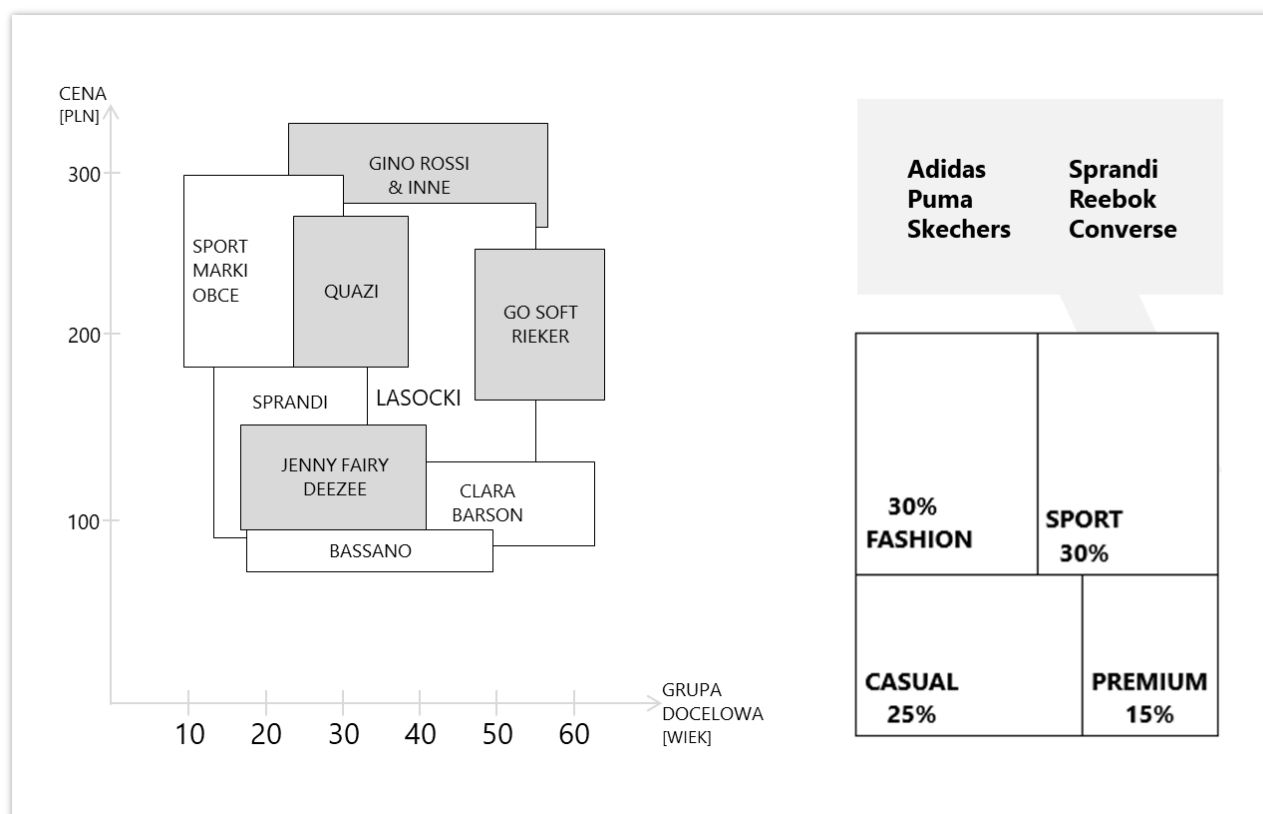 CENA
[PLN]
300
200
100
GINO ROSSI
& INNE
SPORT
MARKI
OBCE
QUAZI
GO SOFT
RIEKER
SPRANDI
LASOCKI
JENNY FAIRY
DEEZEE
CLARA
BARSON
BASSANO
10 20 30 40 50 60
GRUPA
DOCELOWA
[WIEK]
Adidas
Puma
Skechers
Sprandi
Reebok
Converse
30%
FASHION
SPORT
30%
CASUAL
25%
PREMIUM
15%